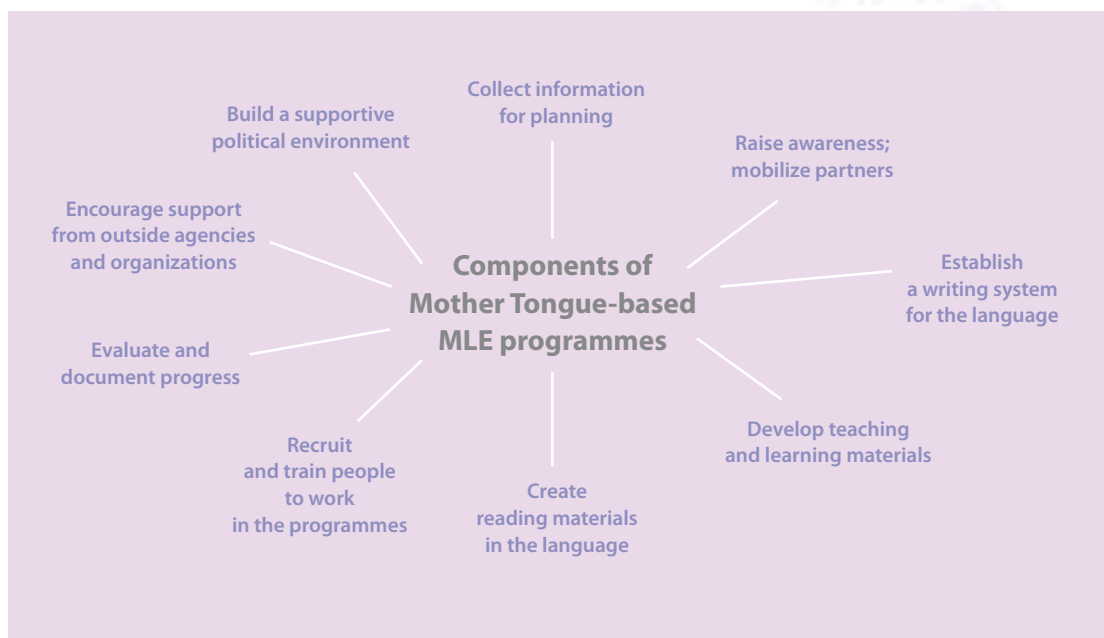 Collect information
for planning
Raise awareness;
mobilize partners
Establish
a writing system
for the language
Develop teaching
and learning materials
Create
reading materials
in the language
Recruit
and train people
to work
in the programmes
Evaluate and
document progress
Encourage support
from outside agencies
and organizations
Build a supportive
political environment
Components of
Mother Tongue-based
MLE programmes